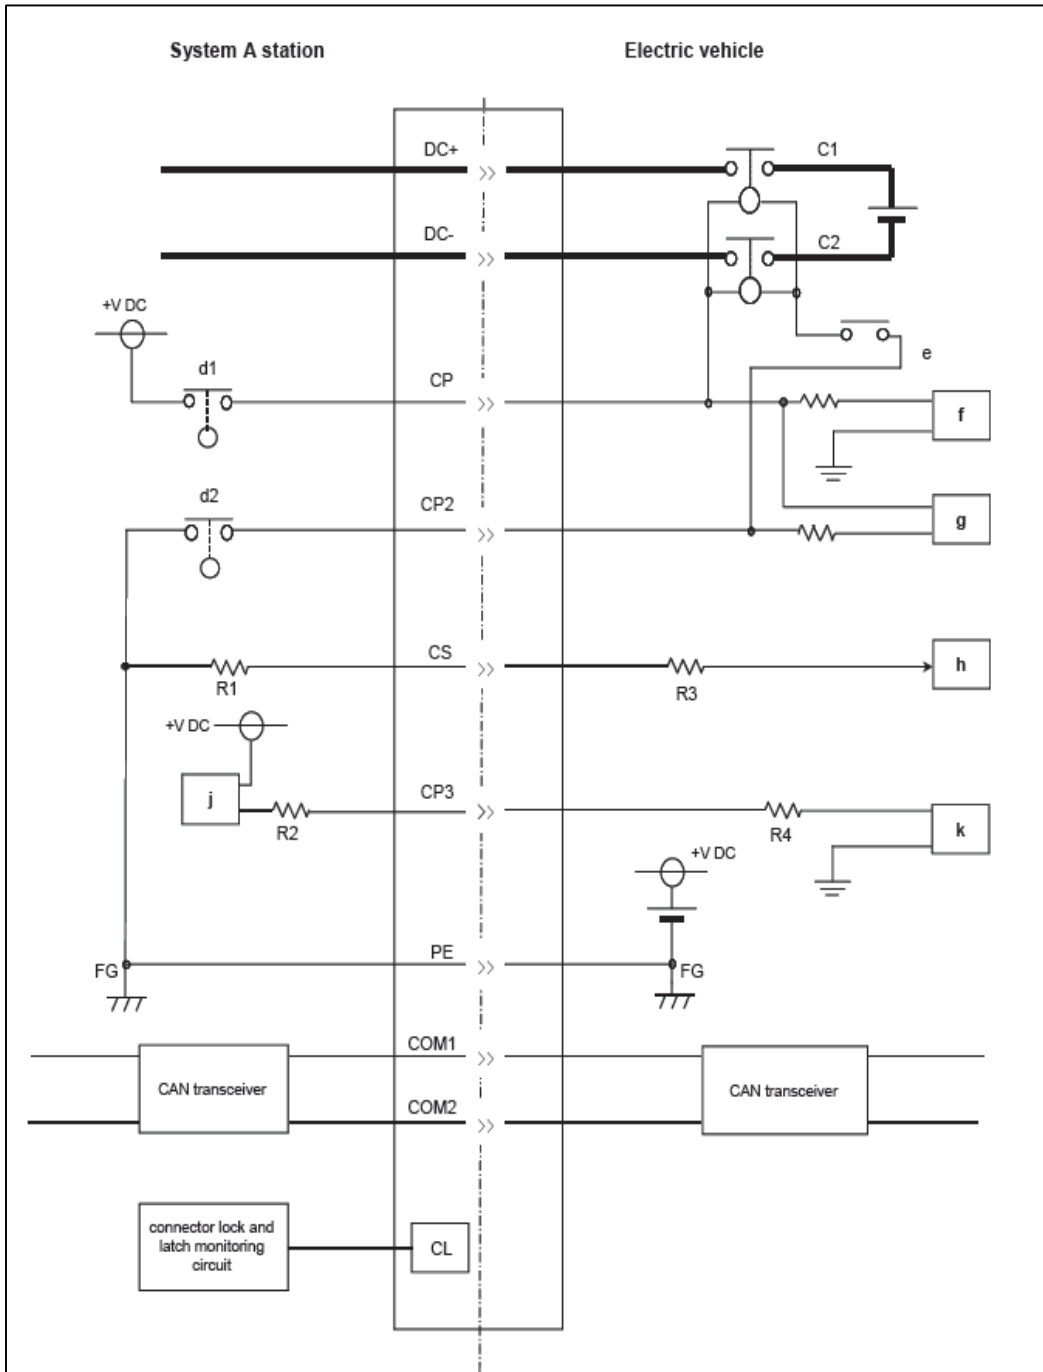 System A station
Electric vehicle
DC+
C1
DC-
C2
+V DC
d1
CP
e
f
d2
CP2
g
CS
h
R1
R3
+V DC
j
CP3
R2
R4
k
+V DC
PE
FG
FG
COM1
CAN transceiver
CAN transceiver
COM2
connector lock and
latch monitoring
circuit
CL